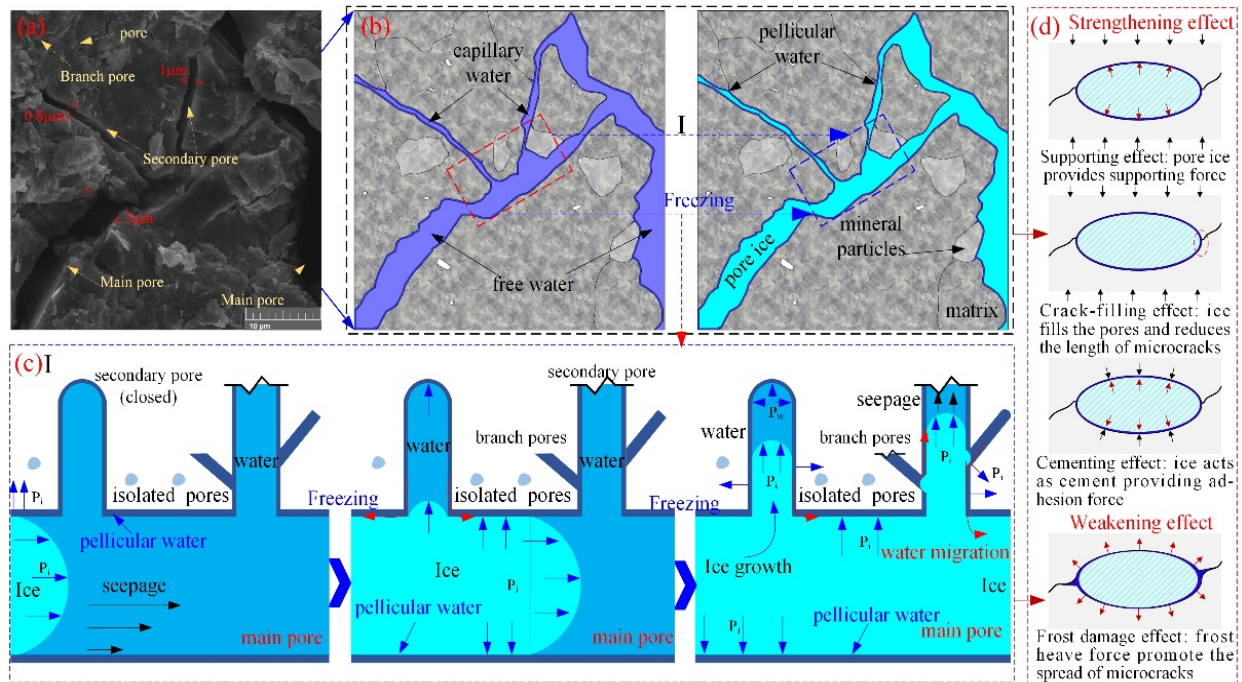 (a)
pore
Branch pore
1μm
0.8μm
Secondary pore
5μm
Main pore
Main pore
10 μm
(b)
capillary
water
free water
I
Freezing
pellicular
water
mineral
particles
pore ice
matrix
(c) I
secondary pore
(closed)
water
isolated pores
Pi
pellicular water
Pi
seepage
Ice
main pore
Freezing
secondary pore
water
branch pores
water
isolated pores
Ice
Pi
pellicular water
main pore
Freezing
Pw
seepage
water
branch pores
Pi
Pi
Pi
isolated pores
Pi
water migration
Ice growth
Ice
pellicular water
Pi
main pore
(d)
Strengthening effect
Supporting effect: pore ice
provides supporting force
Crack-filling effect: ice
fills the pores and reduces
the length of microcracks
Cementing effect: ice acts
as cement providing ad-
hesion force
Weakening effect
Frost damage effect: frost
heave force promote the
spread of microcracks